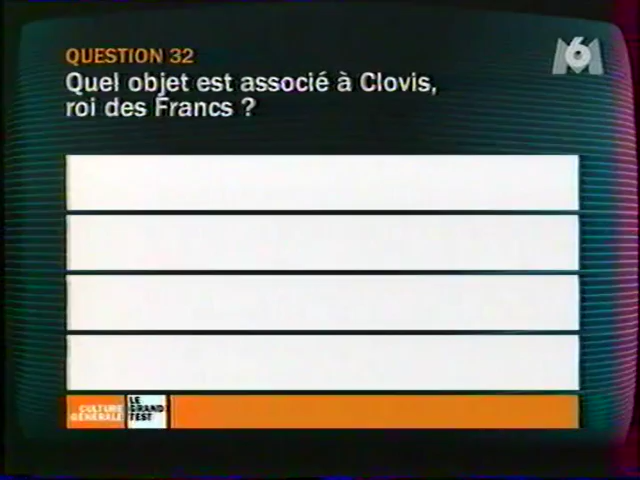 QUESTION 32
M6
Quel objet est associé à Clovis,
roi des Francs ?
CULTURE
GÉNÉRALE
LE
GRAND
TEST